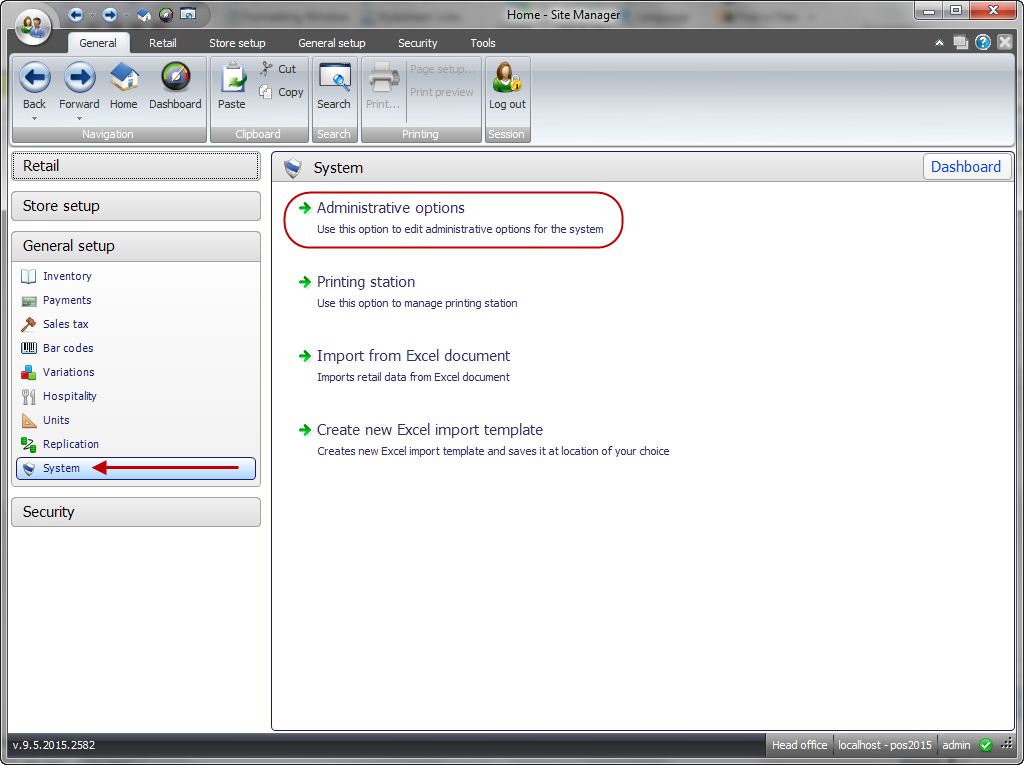 Home - Site Manager
General Retail Store setup General setup Security Tools
Back Forward Home Dashboard
Navigation
Paste Cut
Copy
Clipboard
Search
Search
Print... Page setup...
Print preview
Printing
Log out
Session
Retail
Store setup
General setup
Inventory
Payments
Sales tax
Bar codes
Variations
Hospitality
Units
Replication
System
Security
System Dashboard
Administrative options
Use this option to edit administrative options for the system
Printing station
Use this option to manage printing station
Import from Excel document
Imports retail data from Excel document
Create new Excel import template
Creates new Excel import template and saves it at location of your choice
v.9.5.2015.2582 Head office localhost - pos2015 admin